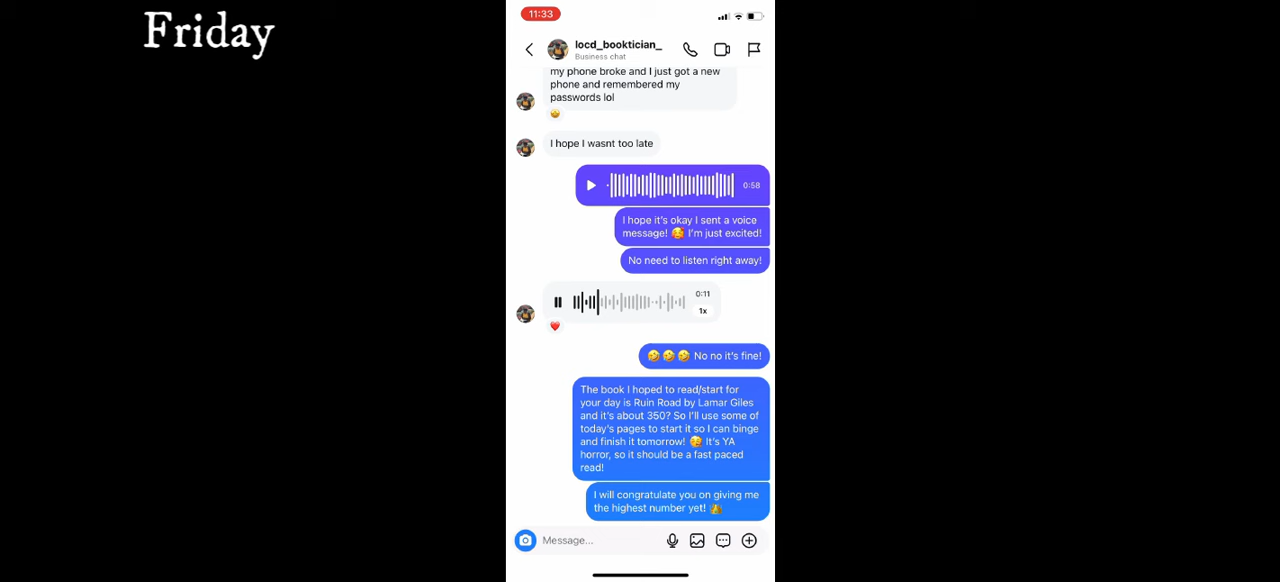 Friday
11:33
locd_booktician_
Business chat
my phone broke and I just got a new
phone and remembered my
passwords lol
I hope I wasnt too late
0:58
I hope it's okay I sent a voice
message! 🥰 I'm just excited!
No need to listen right away!
0:11
1x
🤣🤣🤣 No no it's fine!
The book I hoped to read/start for
your day is Ruin Road by Lamar Giles
and it's about 350? So I'll use some of
today's pages to start it so I can binge
and finish it tomorrow! 🥰 It's YA
horror, so it should be a fast paced
read!
I will congratulate you on giving me
the highest number yet!
Message...